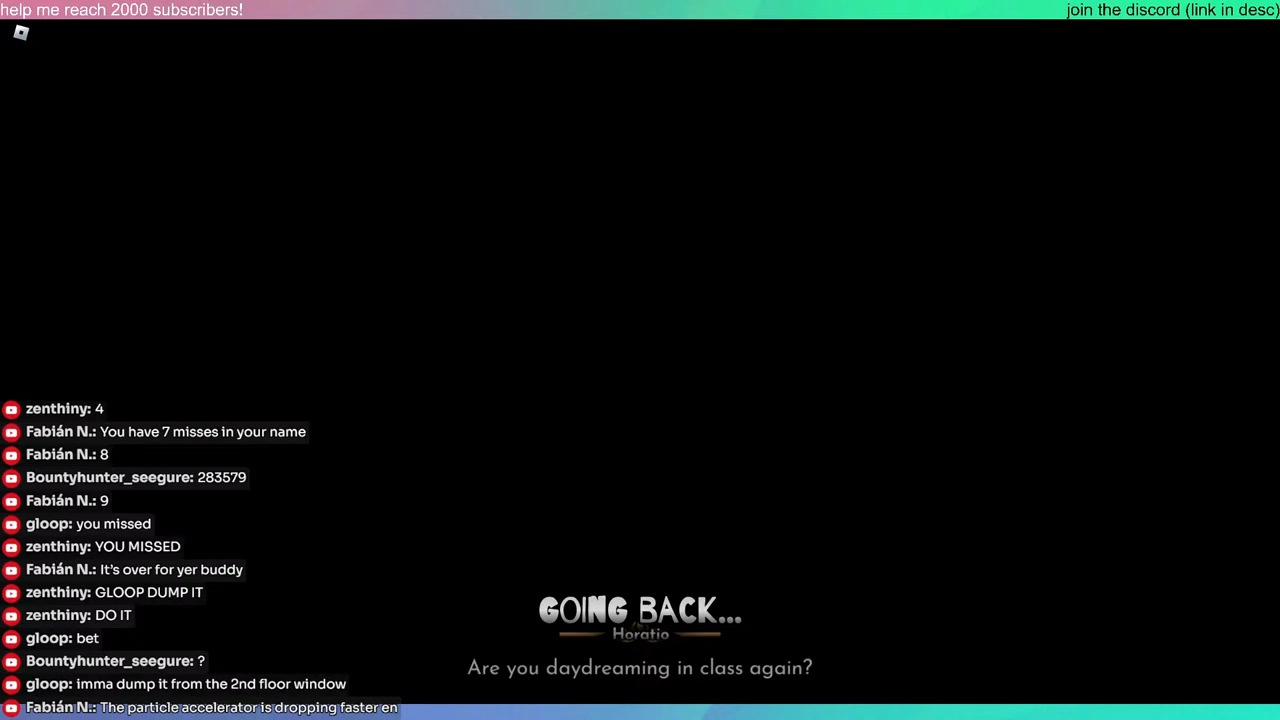 help me reach 2000 subscribers!
join the discord (link in desc)
zenthiny: 4
Fabián N.: You have 7 misses in your name
Fabián N.: 8
Bountyhunter_seegure: 283579
Fabián N.: 9
gloop: you missed
zenthiny: YOU MISSED
Fabián N.: It's over for yer buddy
zenthiny: GLOOP DUMP IT
zenthiny: DO IT
gloop: bet
Bountyhunter_seegure: ?
gloop: imma dump it from the 2nd floor window
Fabián N.: The particle accelerator is dropping faster en
GOING BACK...
Horatio
Are you daydreaming in class again?